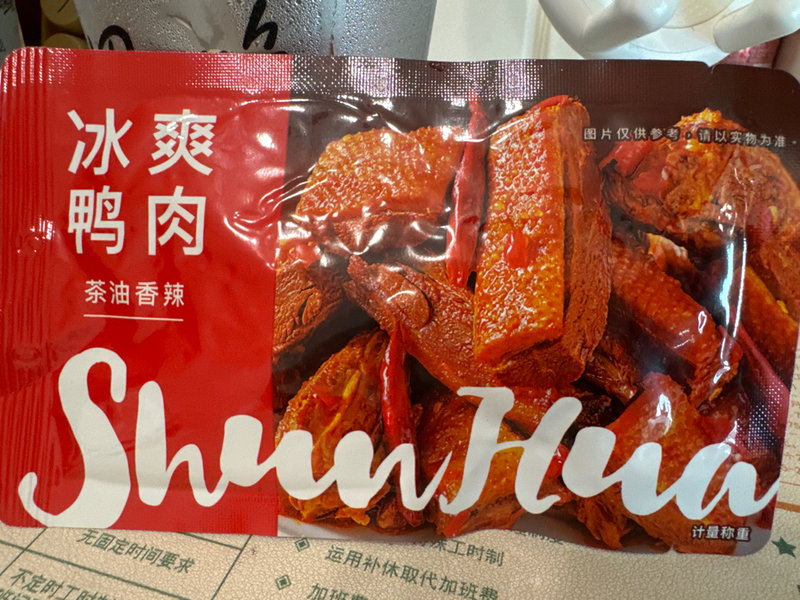 冰爽
鸭肉
茶油香辣
图片仅供参考，请以实物为准。
ShunHua
计量称重
无固定时间要求
工时制
运用补休取代加班费
不定时工时
加班费